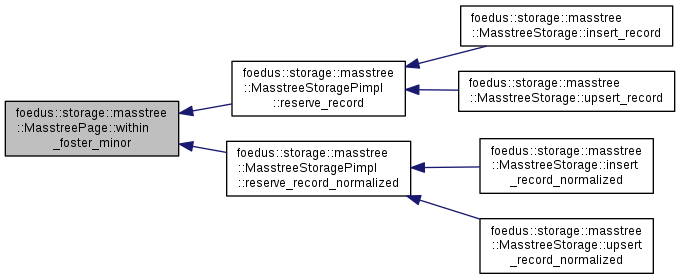 foedus::storage::masstree
::MasstreePage::within
_foster_minor
foedus::storage::masstree
::MasstreeStoragePimpl
::reserve_record
foedus::storage::masstree
::MasstreeStorage::insert_record
foedus::storage::masstree
::MasstreeStorage::upsert_record
foedus::storage::masstree
::MasstreeStoragePimpl
::reserve_record_normalized
foedus::storage::masstree
::MasstreeStorage::insert
_record_normalized
foedus::storage::masstree
::MasstreeStorage::upsert
_record_normalized